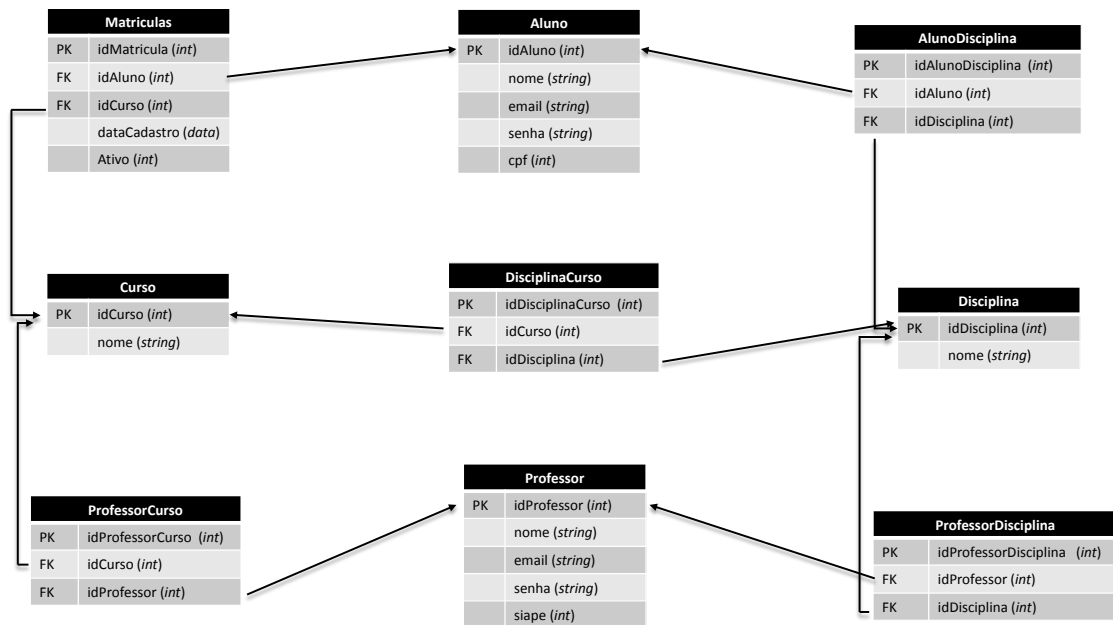 Matriculas
PK idMatricula (int)
FK idAluno (int)
FK idCurso (int)
dataCadastro (data)
Ativo (int)
Aluno
PK idAluno (int)
nome (string)
email (string)
senha (string)
cpf (int)
AlunoDisciplina
PK idAlunoDisciplina (int)
FK idAluno (int)
FK idDisciplina (int)
Curso
PK idCurso (int)
nome (string)
DisciplinaCurso
PK idDisciplinaCurso (int)
FK idCurso (int)
FK idDisciplina (int)
Disciplina
PK idDisciplina (int)
nome (string)
ProfessorCurso
PK idProfessorCurso (int)
FK idCurso (int)
FK idProfessor (int)
Professor
PK idProfessor (int)
nome (string)
email (string)
senha (string)
siape (int)
ProfessorDisciplina
PK idProfessorDisciplina (int)
FK idProfessor (int)
FK idDisciplina (int)